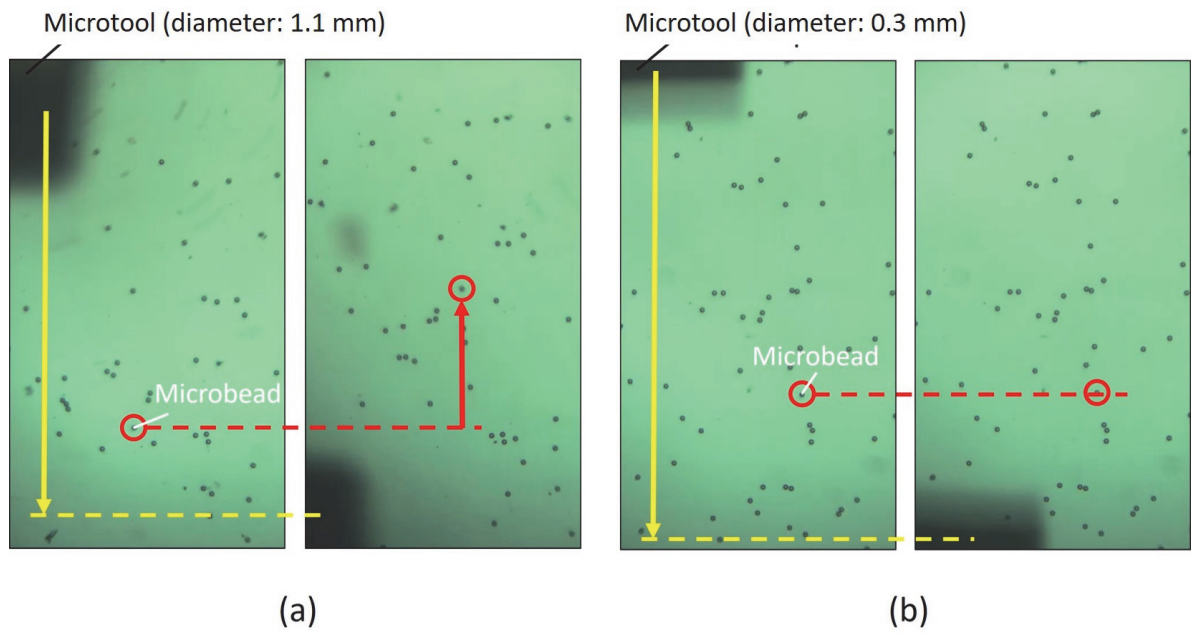 Microtool (diameter: 1.1 mm)
Microtool (diameter: 0.3 mm)
Microbead
Microbead
(a)
(b)